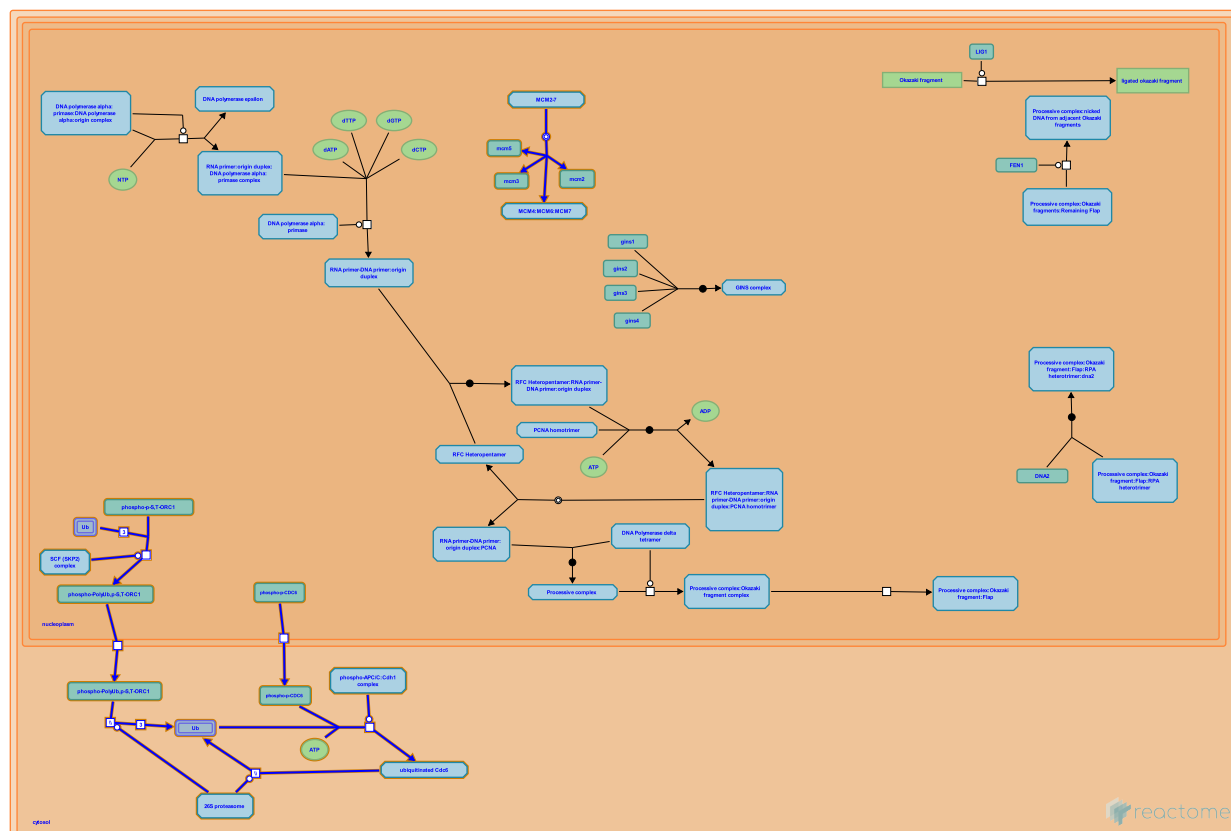 LIG1
Okazaki fragment
ligated okazaki fragment
DNA polymerase alpha:
primase:DNA polymerase
alpha:origin complex
DNA polymerase epsilon
NTP
RNA primer:origin duplex:
DNA polymerase alpha:
primase complex
dTTP
dGTP
dATP
dCTP
DNA polymerase alpha:
primase
RNA primer-DNA primer:origin
duplex
MCM2-7
mcm5
mcm3
mcm2
MCM4:MCM6:MCM7
Processive complex:nicked
DNA from adjacent Okazaki
fragments
FEN1
Processive complex:Okazaki
fragments:Remaining Flap
gins1
gins2
gins3
gins4
GINS complex
RFC Heteropentamer:RNA primer-
DNA primer:origin duplex
PCNA homotrimer
ATP
ADP
RFC Heteropentamer
RFC Heteropentamer:RNA
primer-DNA primer:origin
duplex:PCNA homotrimer
RNA primer-DNA primer:
origin duplex:PCNA
DNA Polymerase delta
tetramer
Processive complex
Processive complex:Okazaki
fragment complex
Processive complex:Okazaki
fragment:Flap
Processive complex:Okazaki
fragment:Flap:RPA
heterotrimer:dna2
DNA2
Processive complex:Okazaki
fragment:Flap:RPA
heterotrimer
phospho-p-S,T-ORC1
Ub
3
SCF (SKP2)
complex
phospho-PolyUb,p-S,T-ORC1
nucleoplasm
phospho-p-CDC6
phospho-PolyUb,p-S,T-ORC1
phospho-p-CDC6
phospho-APC/C:Cdh1
complex
3
Ub
ATP
ubiquitinated Cdc6
26S proteasome
cytosol
reactome